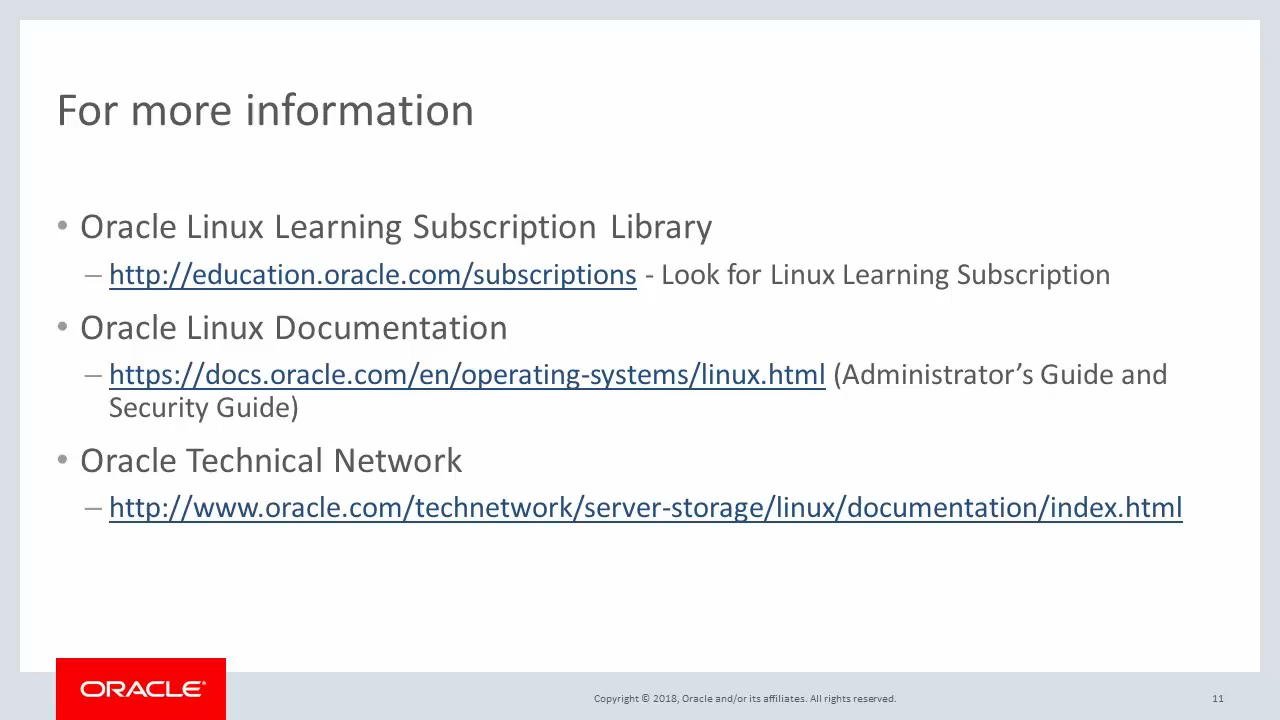 For more information
• Oracle Linux Learning Subscription Library
– http://education.oracle.com/subscriptions - Look for Linux Learning Subscription
• Oracle Linux Documentation
– https://docs.oracle.com/en/operating-systems/linux.html (Administrator’s Guide and
Security Guide)
• Oracle Technical Network
– http://www.oracle.com/technetwork/server-storage/linux/documentation/index.html
ORACLE®
Copyright © 2018, Oracle and/or its affiliates. All rights reserved.
11